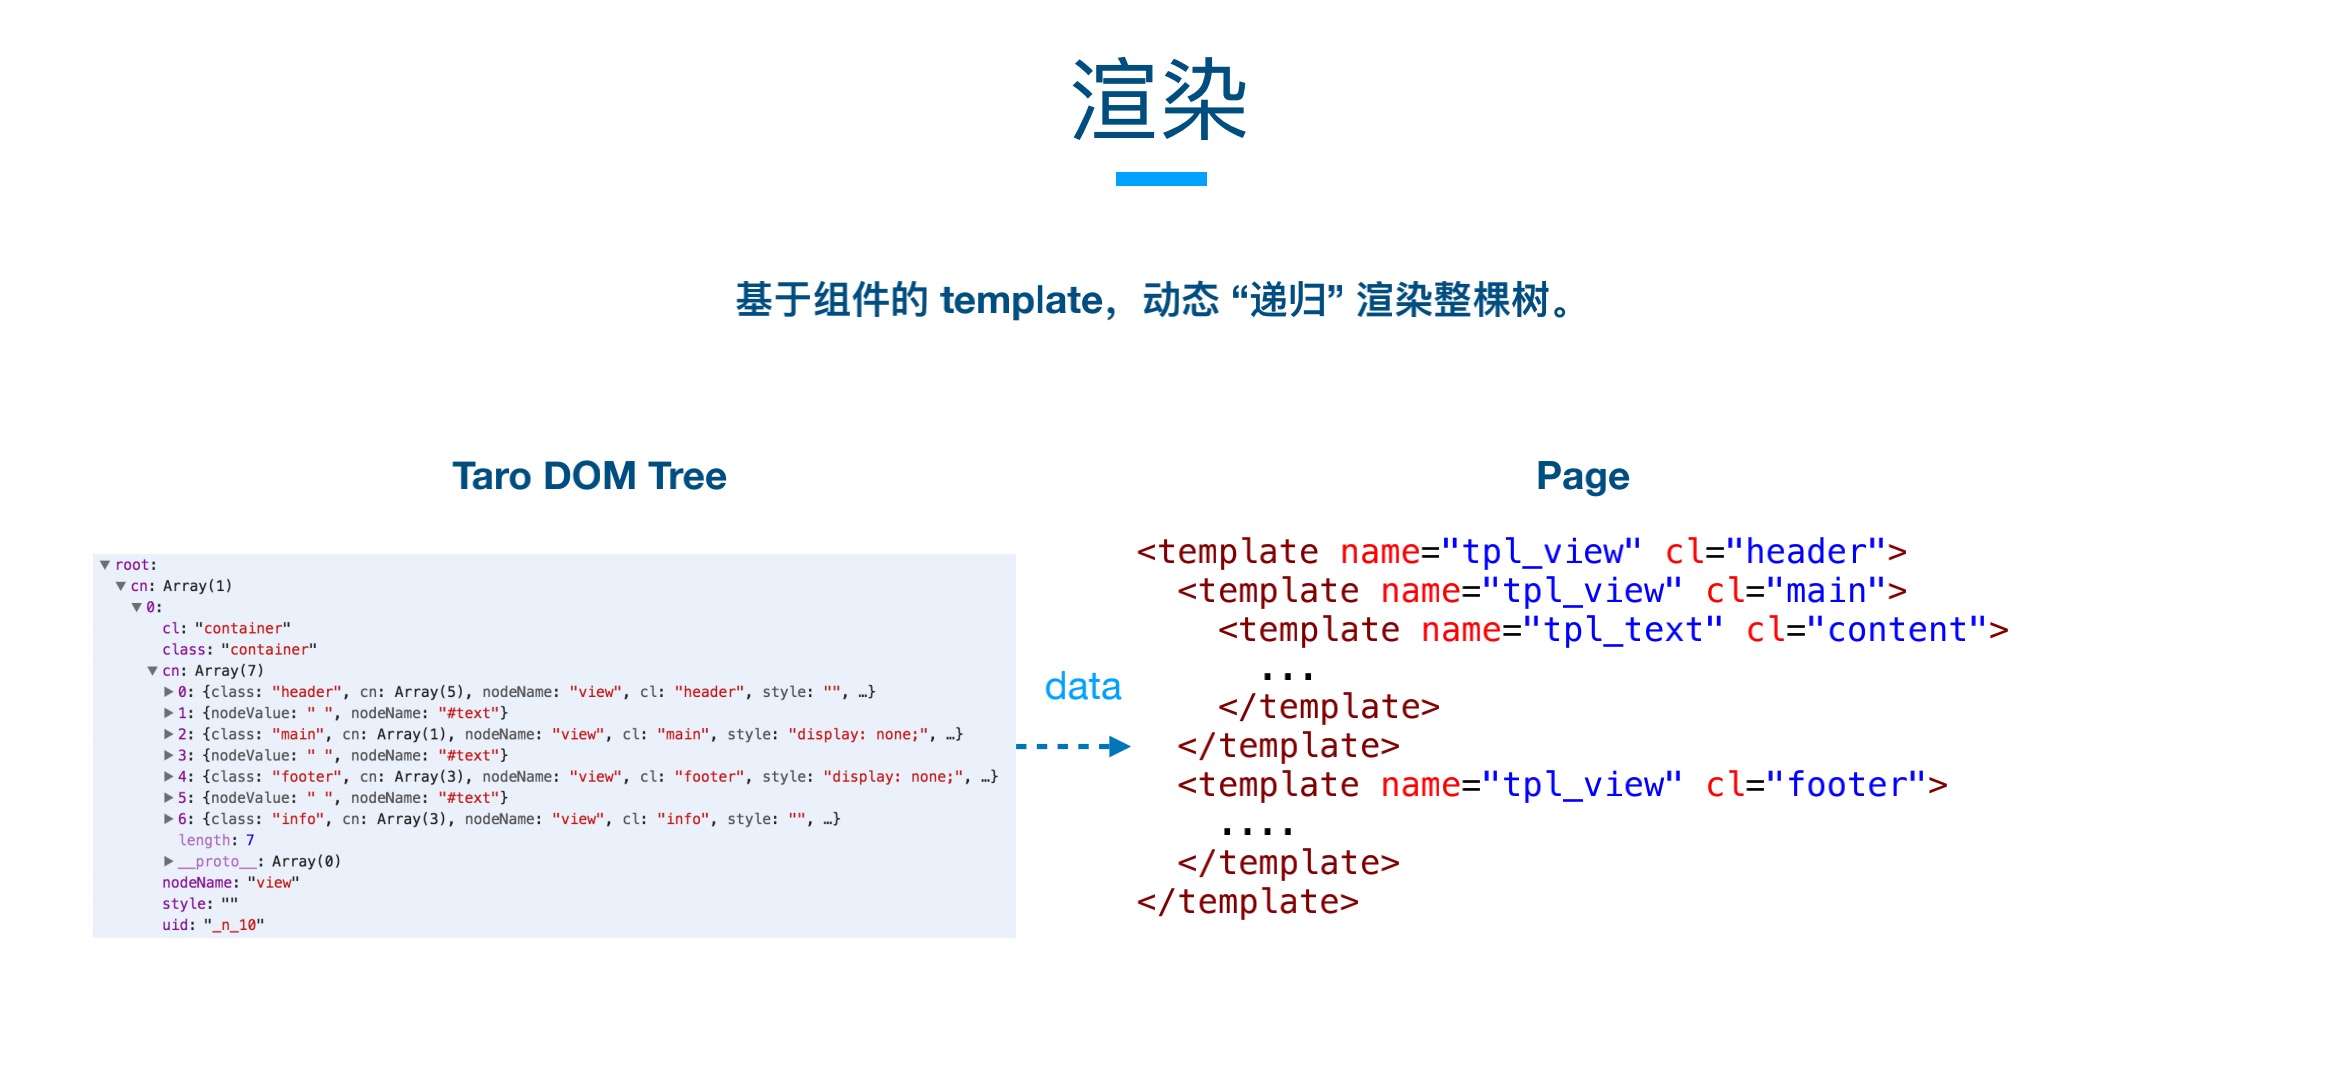 渲染
基于组件的 template，动态 “递归” 渲染整棵树。
Taro DOM Tree
▼root:
▼cn: Array(1)
▼0:
cl: "container"
class: "container"
▼cn: Array(7)
▶0: {class: "header", cn: Array(5), nodeName: "view", cl: "header", style: "", …}
▶1: {nodeValue: " ", nodeName: "#text"}
▶2: {class: "main", cn: Array(1), nodeName: "view", cl: "main", style: "display: none;", …}
▶3: {nodeValue: " ", nodeName: "#text"}
▶4: {class: "footer", cn: Array(3), nodeName: "view", cl: "footer", style: "display: none;", …}
▶5: {nodeValue: " ", nodeName: "#text"}
▶6: {class: "info", cn: Array(3), nodeName: "view", cl: "info", style: "", …}
length: 7
▶__proto__: Array(0)
nodeName: "view"
style: ""
uid: "_n_10"
data
Page
<template name="tpl_view" cl="header">
<template name="tpl_view" cl="main">
<template name="tpl_text" cl="content">
...
</template>
</template>
<template name="tpl_view" cl="footer">
....
</template>
</template>